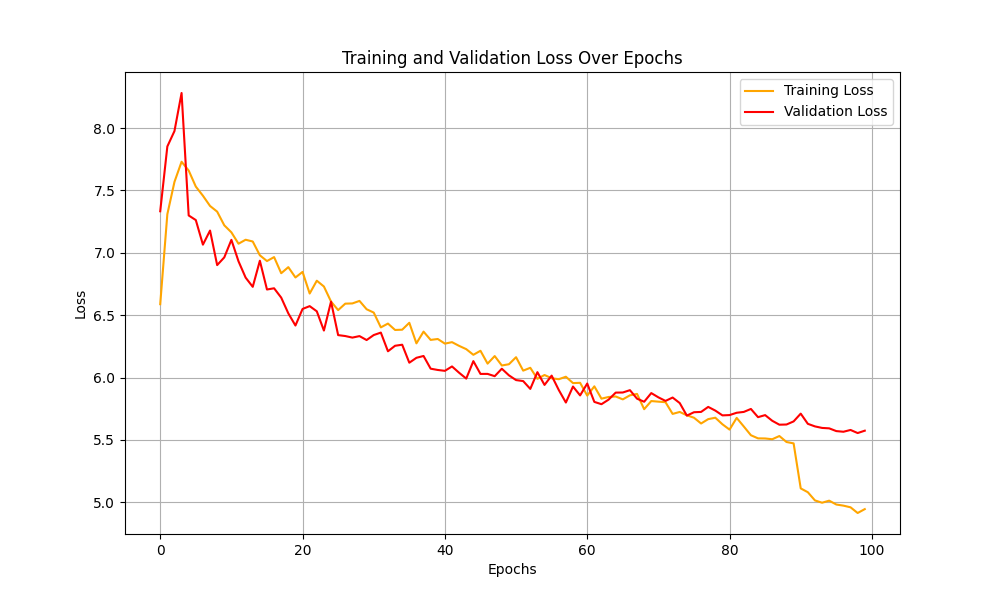 Training and Validation Loss Over Epochs
Training Loss
Validation Loss
Loss
8.0
7.5
7.0
6.5
6.0
5.5
5.0
0 20 40 60 80 100
Epochs